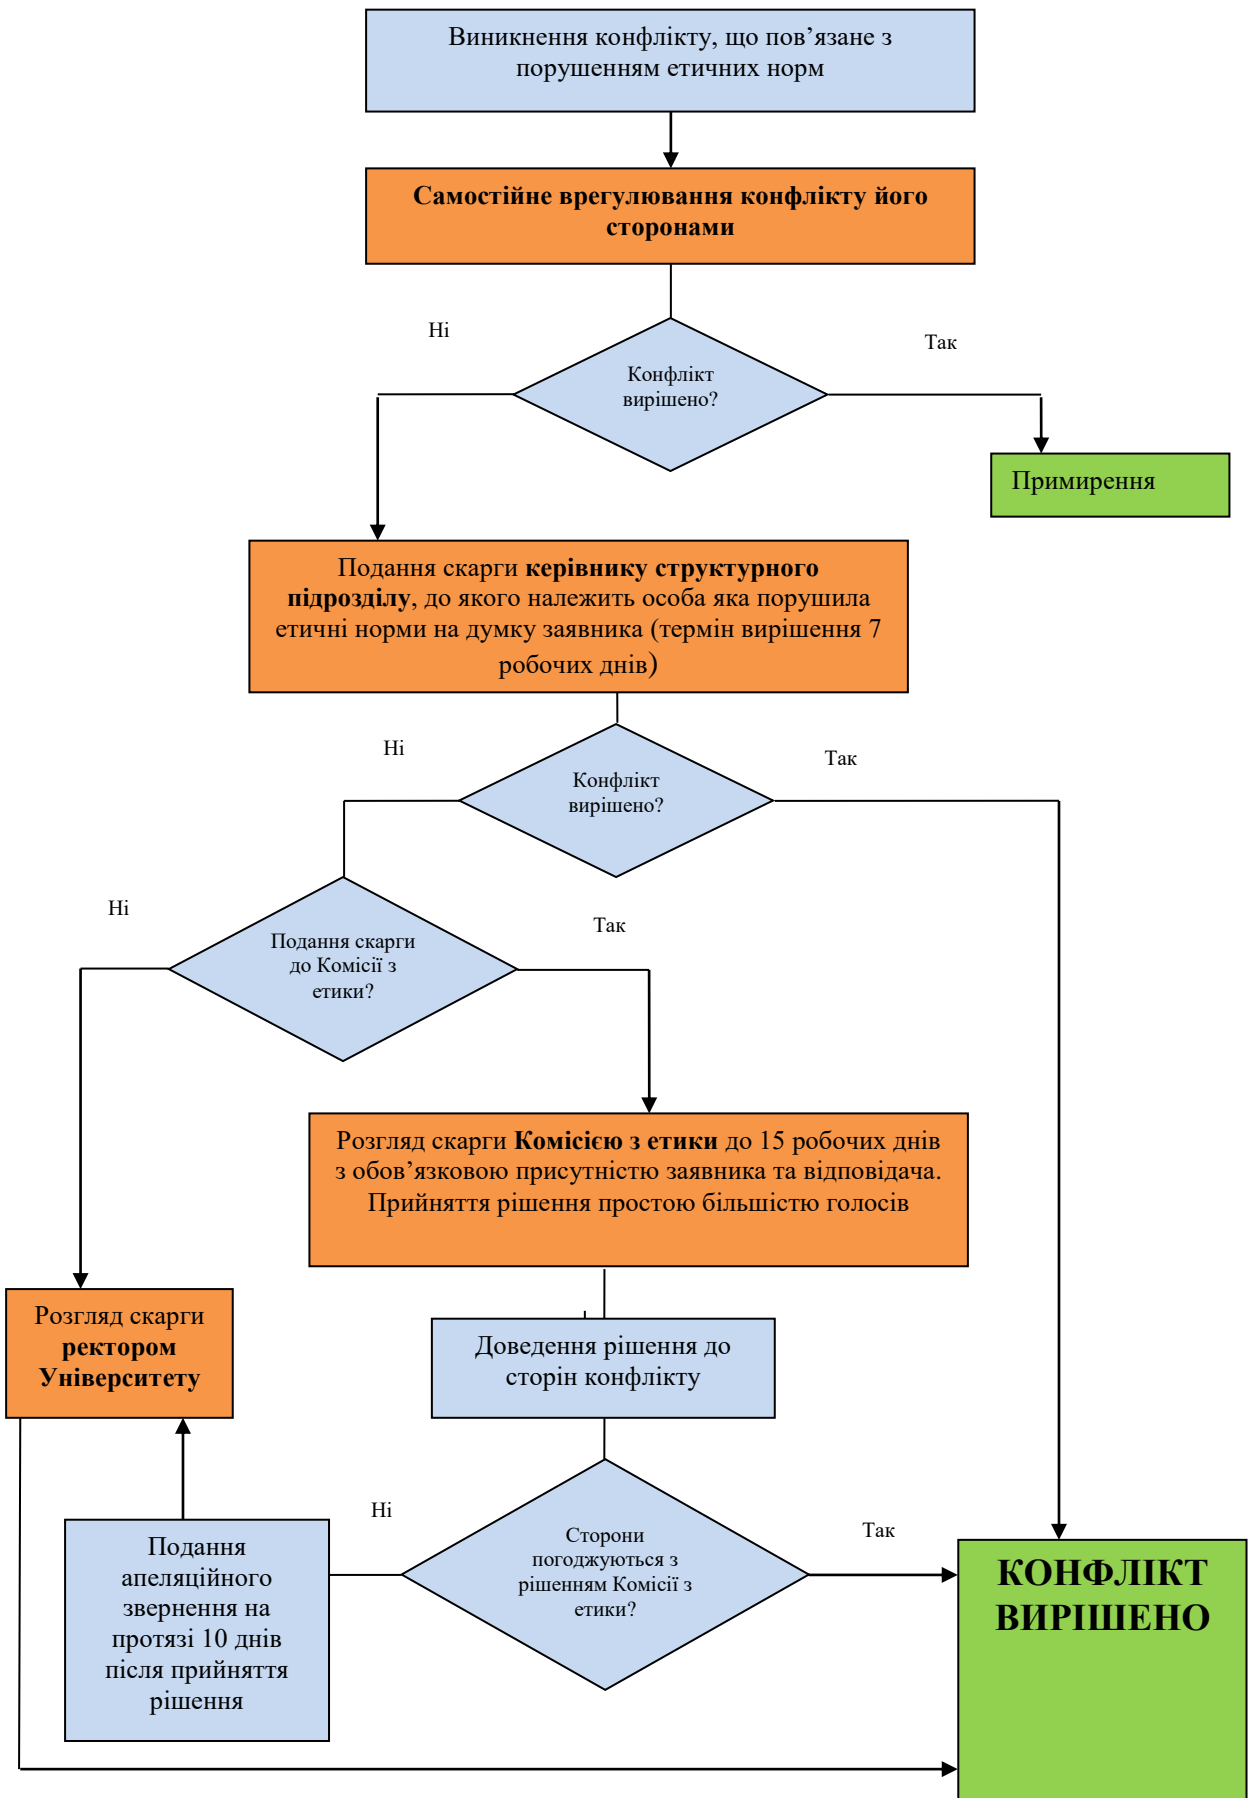 Виникнення конфлікту, що пов’язане з
порушенням етичних норм
Самостійне врегулювання конфлікту його
сторонами
Ні
Так
Конфлікт
вирішено?
Примирення
Подання скарги керівнику структурного
підрозділу, до якого належить особа яка порушила
етичні норми на думку заявника (термін вирішення 7
робочих днів)
Ні
Так
Конфлікт
вирішено?
Ні
Так
Подання скарги
до Комісії з
етики?
Розгляд скарги Комісією з етики до 15 робочих днів
з обов’язковою присутністю заявника та відповідача.
Прийняття рішення простою більшістю голосів
Розгляд скарги
ректором
Університету
Доведення рішення до
сторін конфлікту
Ні
Так
Сторони
погоджуються з
рішенням Комісії з
етики?
Подання
апеляційного
звернення на
протязі 10 днів
після прийняття
рішення
КОНФЛІКТ
ВИРІШЕНО